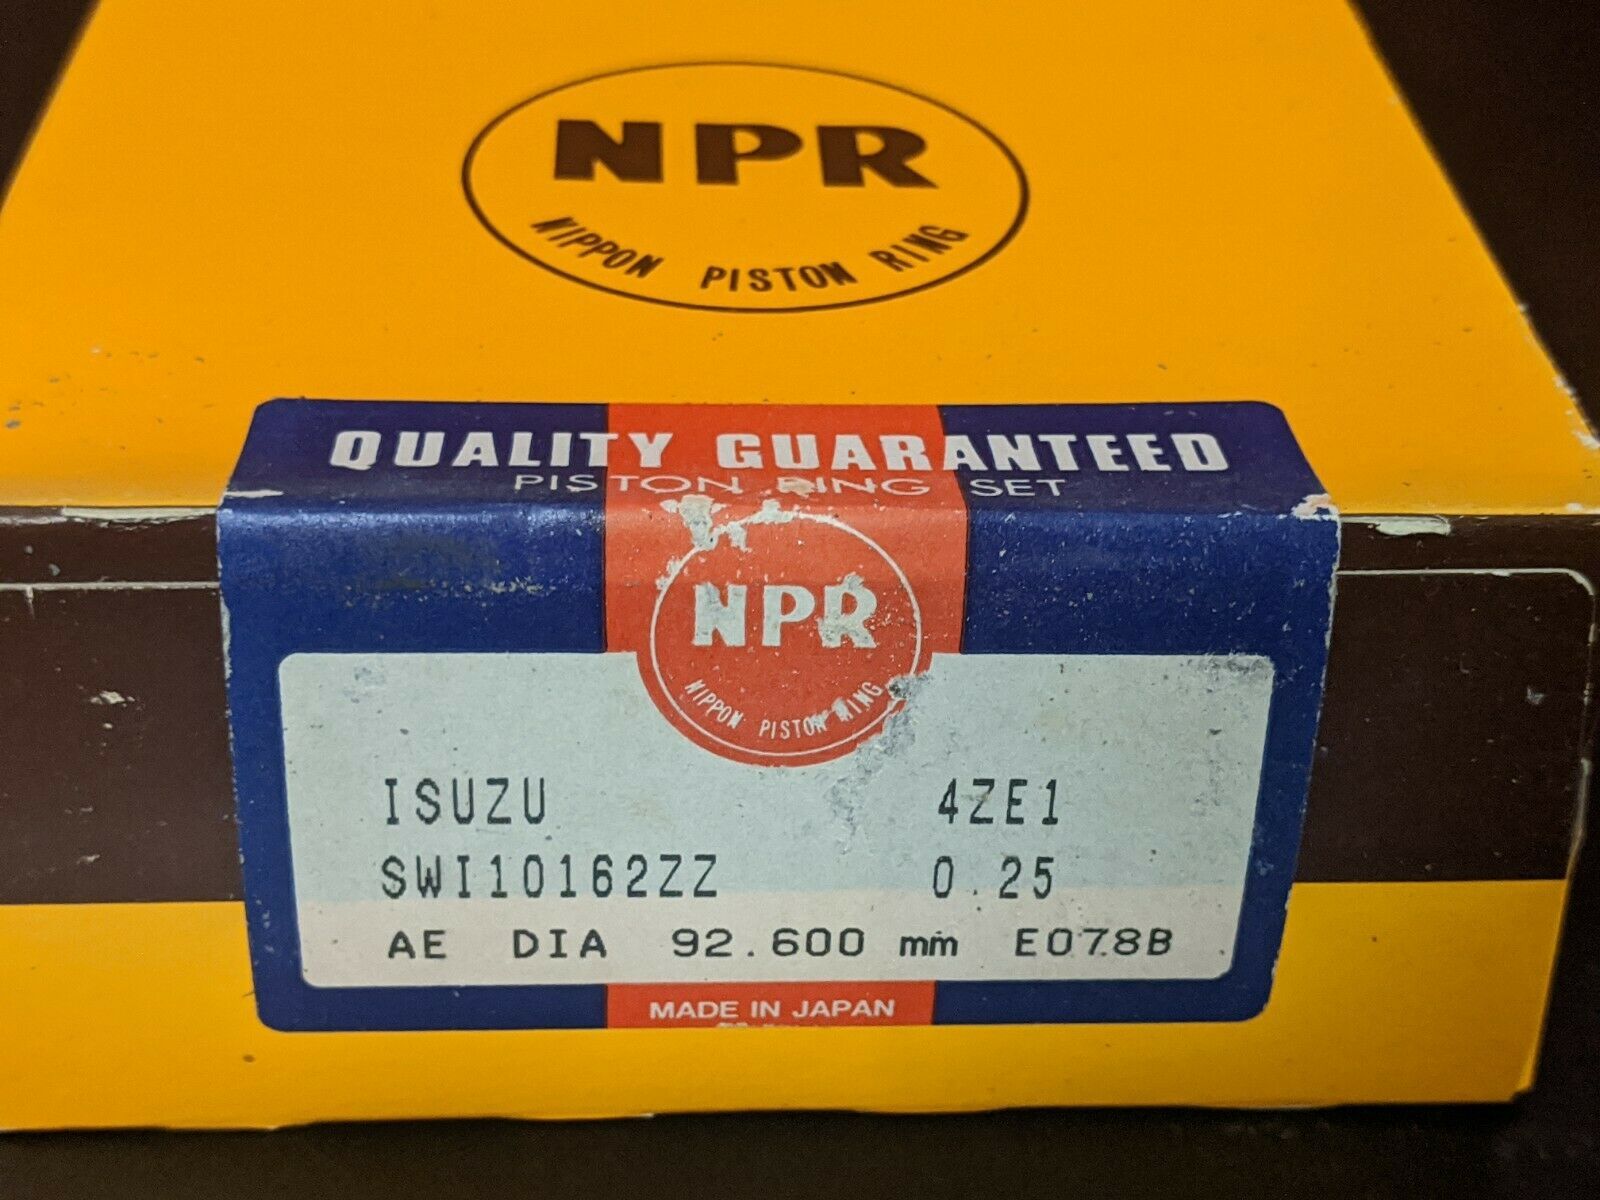 NPR
NIPPON PISTON RING
QUALITY GUARANTEED
PISTON RING SET
NPR
NIPPON PISTON RING
ISUZU 4ZE1
SWI10162ZZ 0.25
AE DIA 92.600 mm E078B
MADE IN JAPAN